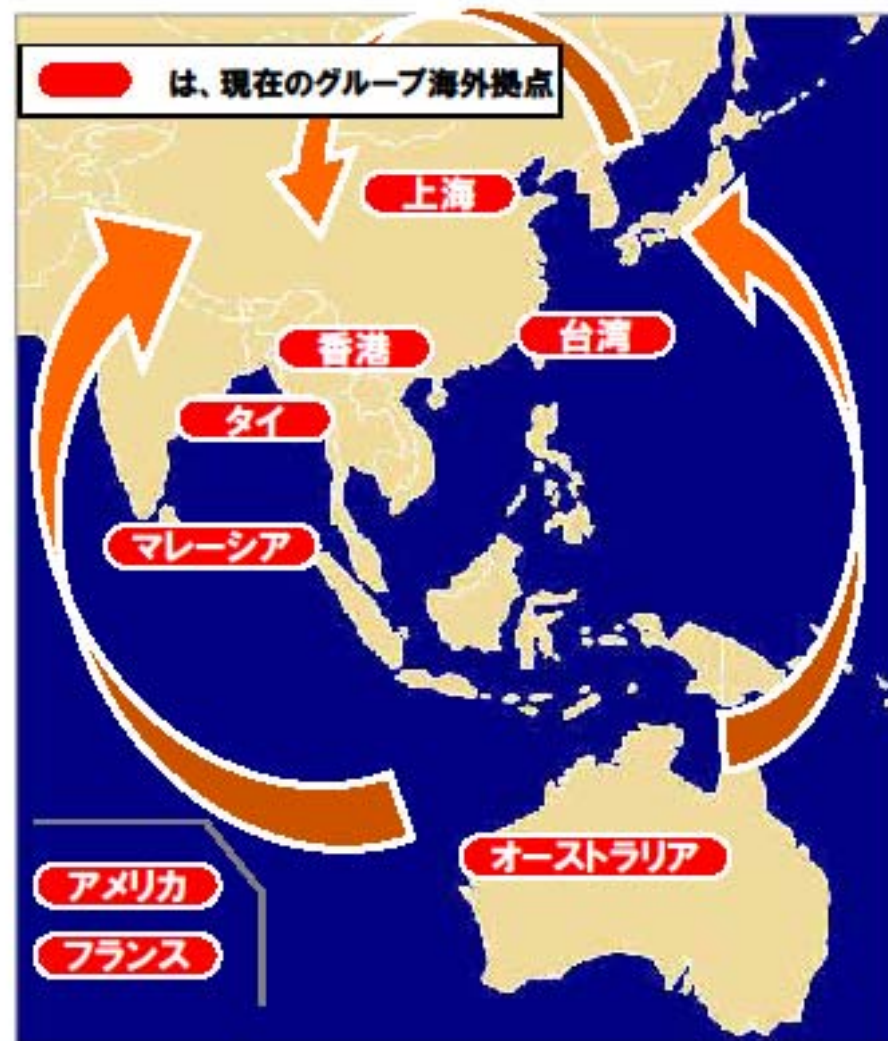 は、現在のグループ海外拠点
上海
香港
台湾
タイ
マレーシア
オーストラリア
アメリカ
フランス